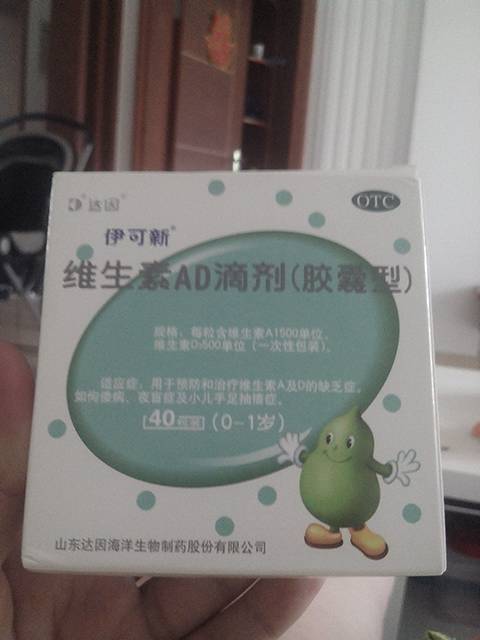 达因
OTC
伊可新
维生素AD滴剂(胶囊型)
规格：每粒含维生素A1500单位，
维生素D₃500单位（一次性包装）。
适应症：用于预防和治疗维生素A及D的缺乏症。
如佝偻病、夜盲症及小儿手足抽搐症。
40粒装 (0-1岁)
山东达因海洋生物制药股份有限公司